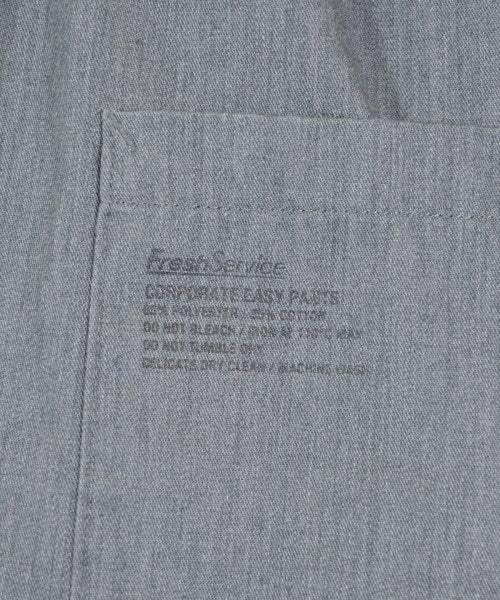 FreshService
CORPORATE EASY PANTS
65% POLYESTER 35% COTTON
DO NOT BLEACH / IRON AT 110°C MAX
DO NOT TUMBLE DRY
DELICATE DRY CLEAN / MACHINE WASH